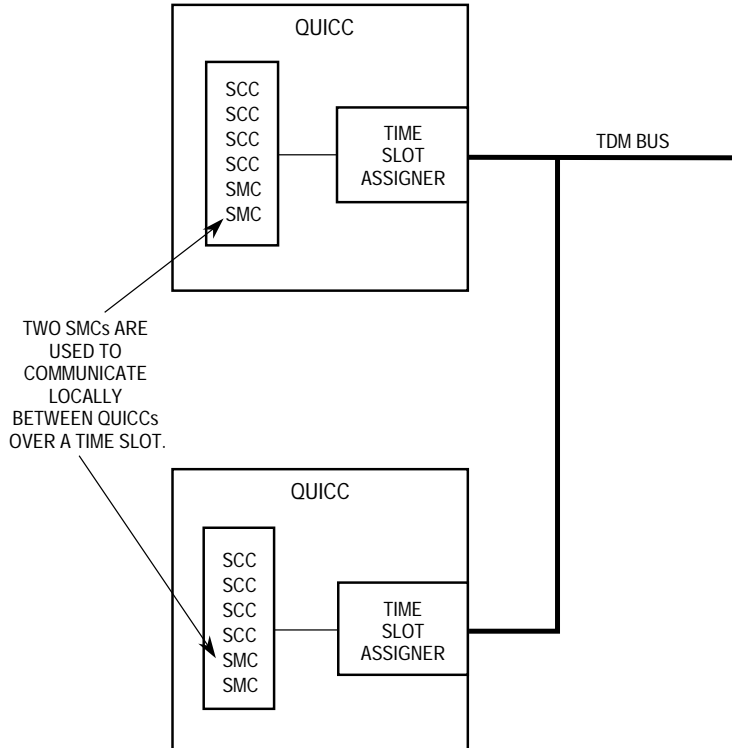 QUICC
SCC
SCC
SCC
SCC
SMC
SMC
TIME
SLOT
ASSIGNER
TDM BUS
TWO SMCs ARE
USED TO
COMMUNICATE
LOCALLY
BETWEEN QUICCs
OVER A TIME SLOT.
QUICC
SCC
SCC
SCC
SCC
SMC
SMC
TIME
SLOT
ASSIGNER